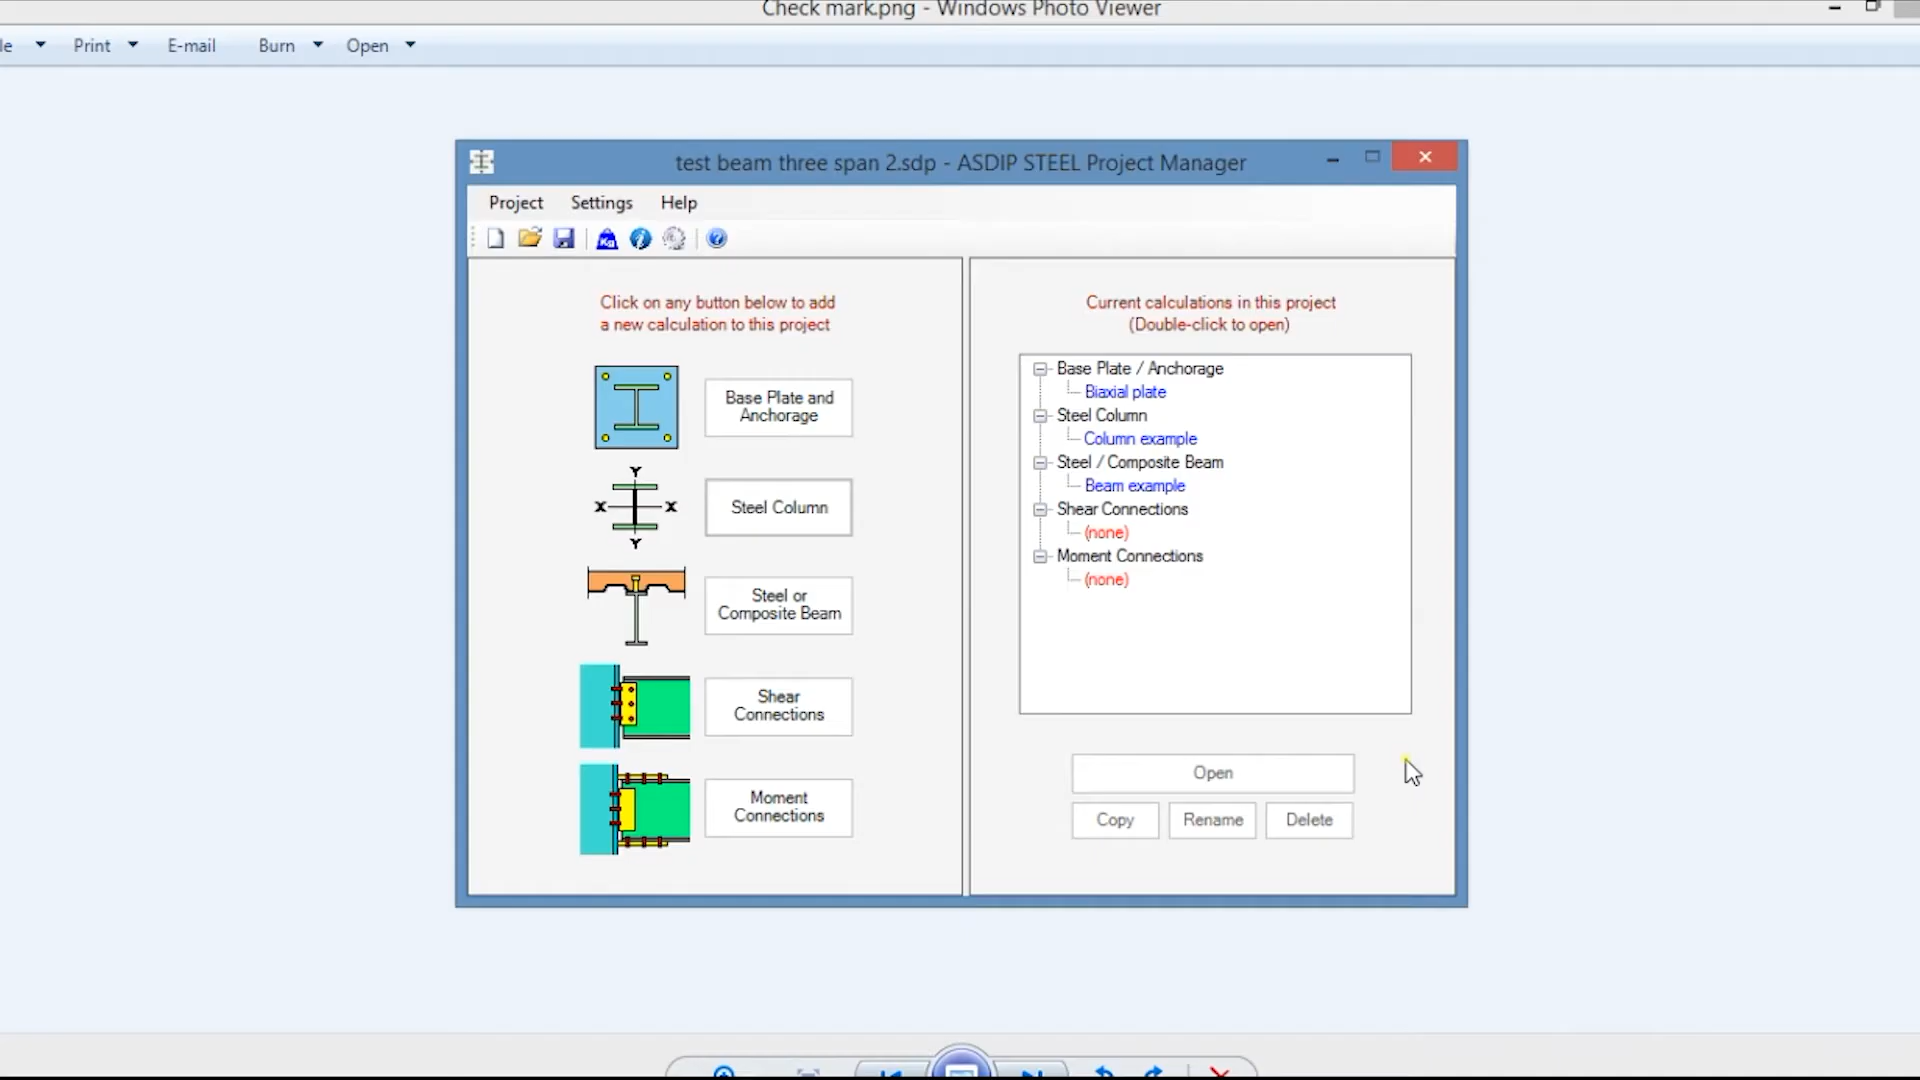 Check mark.png - Windows Photo Viewer
le Print E-mail Burn Open
test beam three span 2.sdp - ASDIP STEEL Project Manager
Project Settings Help
Kg
Click on any button below to add
a new calculation to this project
Base Plate and
Anchorage
Y
X X
Y
Steel Column
Steel or
Composite Beam
Shear
Connections
Moment
Connections
Current calculations in this project
(Double-click to open)
Base Plate / Anchorage
Biaxial plate
Steel Column
Column example
Steel / Composite Beam
Beam example
Shear Connections
(none)
Moment Connections
(none)
Open
Copy Rename Delete